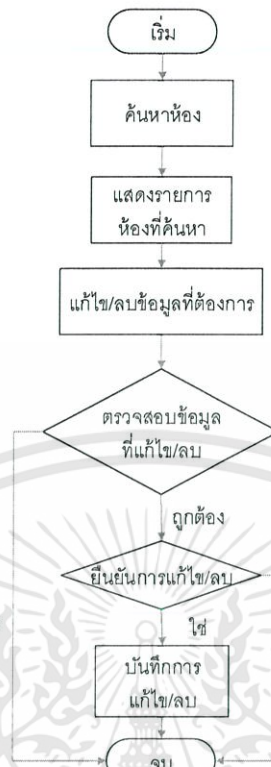 เริ่ม
ค้นหาห้อง
แสดงรายการ
ห้องที่ค้นหา
แก้ไข/ลบข้อมูลที่ต้องการ
ตรวจสอบข้อมูล
ที่แก้ไข/ลบ
ถูกต้อง
ยืนยันการแก้ไข/ลบ
ใช่
บันทึกการ
แก้ไข/ลบ
จบ